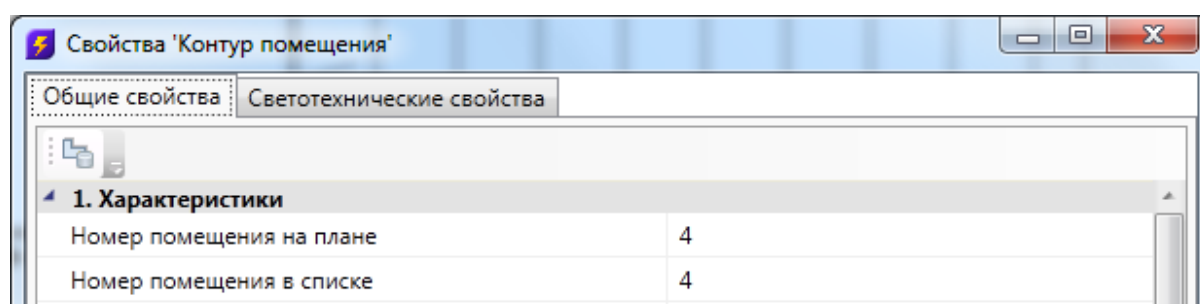 Свойства 'Контур помещения'
Общие свойства Светотехнические свойства
1. Характеристики
Номер помещения на плане 4
Номер помещения в списке 4